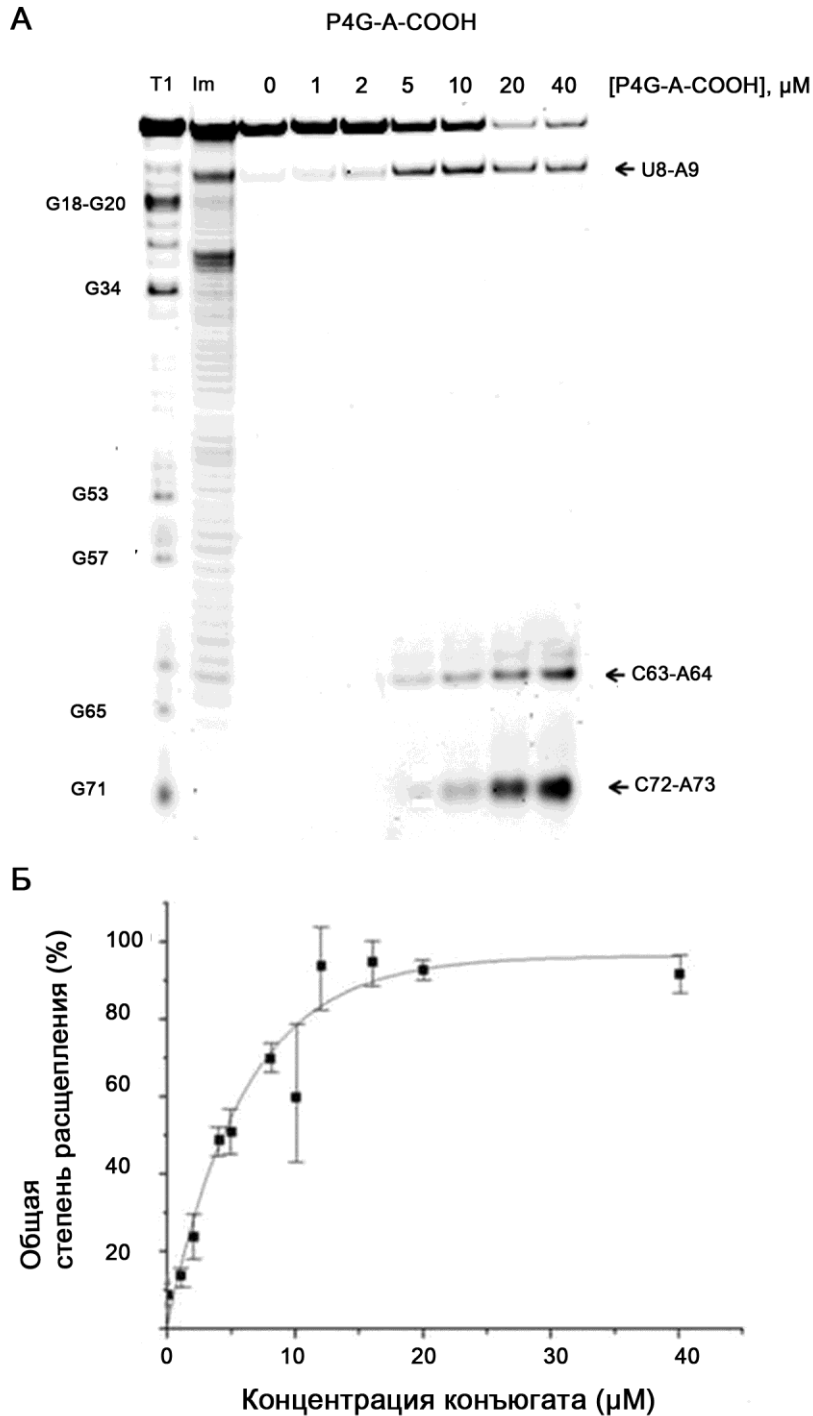 А
P4G-A-COOH
T1 Im 0 1 2 5 10 20 40 [P4G-A-COOH], µM
U8-A9
G18-G20
G34
G53
G57
C63-A64
G65
G71
C72-A73
Б
Общая
степень расщепления (%)
100
80
60
40
20
0 10 20 30 40
Концентрация конъюгата (µM)